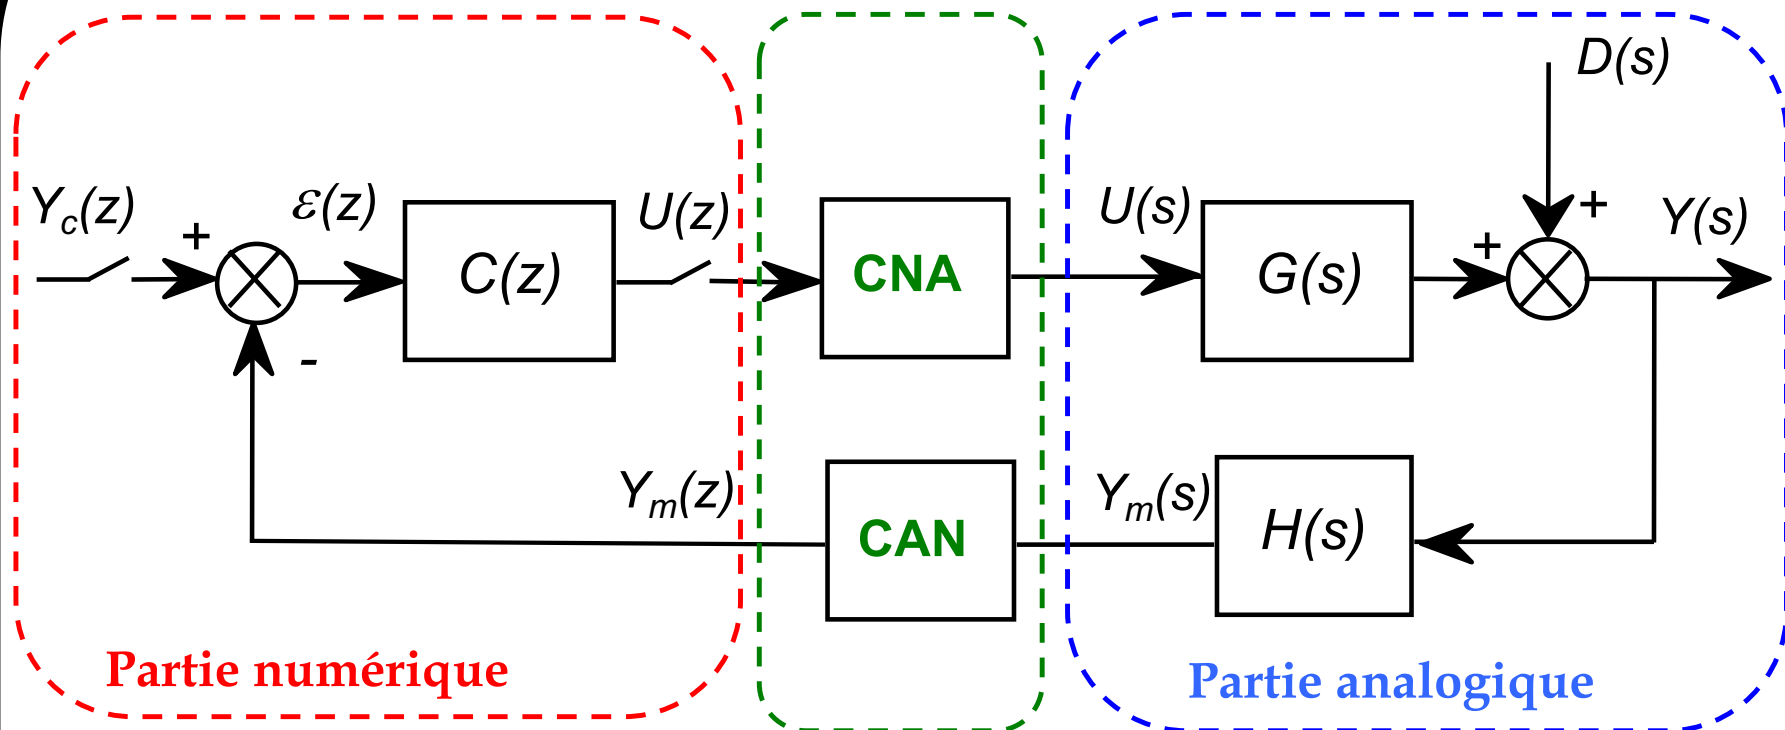 D(s)
Yc(z)
+
ε(z)
C(z)
U(z)
CNA
U(s)
G(s)
+
+
Y(s)
-
Ym(z)
CAN
Ym(s)
H(s)
Partie numérique
Partie analogique